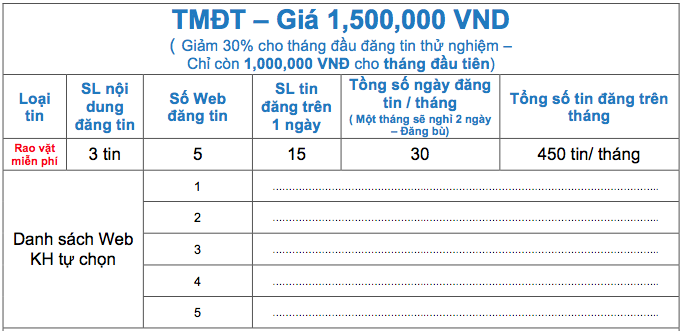 TMĐT – Giá 1,500,000 VND
( Giảm 30% cho tháng đầu đăng tin thử nghiệm –
Chỉ còn 1,000,000 VNĐ cho tháng đầu tiên)
Loại
tin
SL nội
dung
đăng tin
Số Web
đăng tin
SL tin
đăng trên
1 ngày
Tổng số ngày đăng
tin / tháng
( Một tháng sẽ nghỉ 2 ngày
– Đăng bù)
Tổng số tin đăng trên
tháng
Rao vặt
miễn phí
3 tin
5
15
30
450 tin/ tháng
Danh sách Web
KH tự chọn
1
2
3
4
5